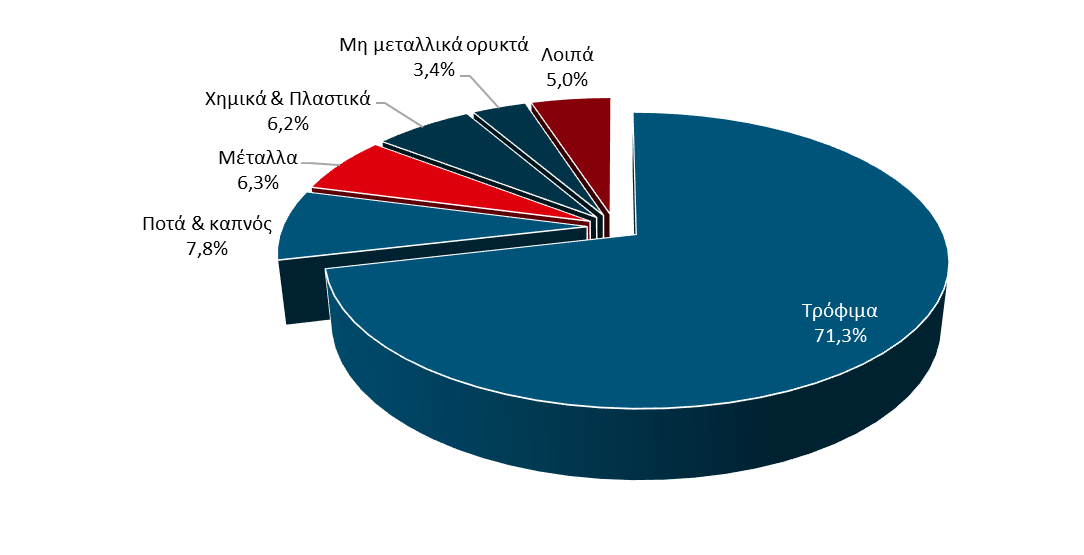 Μη μεταλλικά ορυκτά
3,4%
Λοιπά
5,0%
Χημικά & Πλαστικά
6,2%
Μέταλλα
6,3%
Ποτά & καπνός
7,8%
Τρόφιμα
71,3%